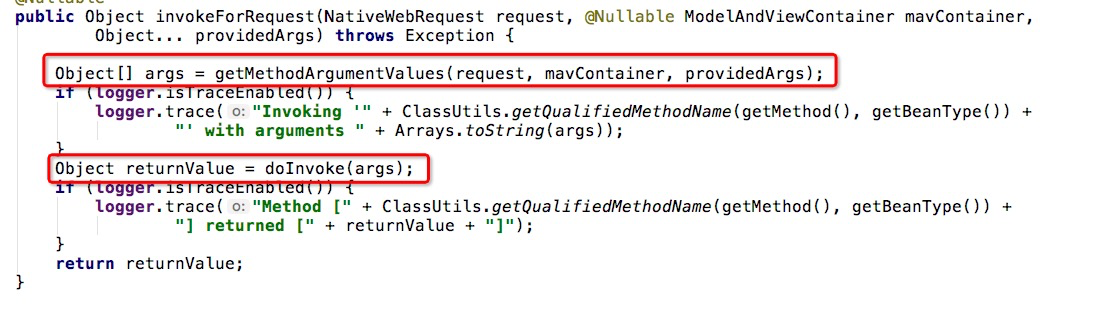 @Nullable
public Object invokeForRequest(NativeWebRequest request, @Nullable ModelAndViewContainer mavContainer,
Object... providedArgs) throws Exception {
Object[] args = getMethodArgumentValues(request, mavContainer, providedArgs);
if (logger.isTraceEnabled()) {
logger.trace( o: "Invoking '" + ClassUtils.getQualifiedMethodName(getMethod(), getBeanType()) +
"' with arguments " + Arrays.toString(args));
}
Object returnValue = doInvoke(args);
if (logger.isTraceEnabled()) {
logger.trace( o: "Method [" + ClassUtils.getQualifiedMethodName(getMethod(), getBeanType()) +
"] returned [" + returnValue + "]");
}
return returnValue;
}